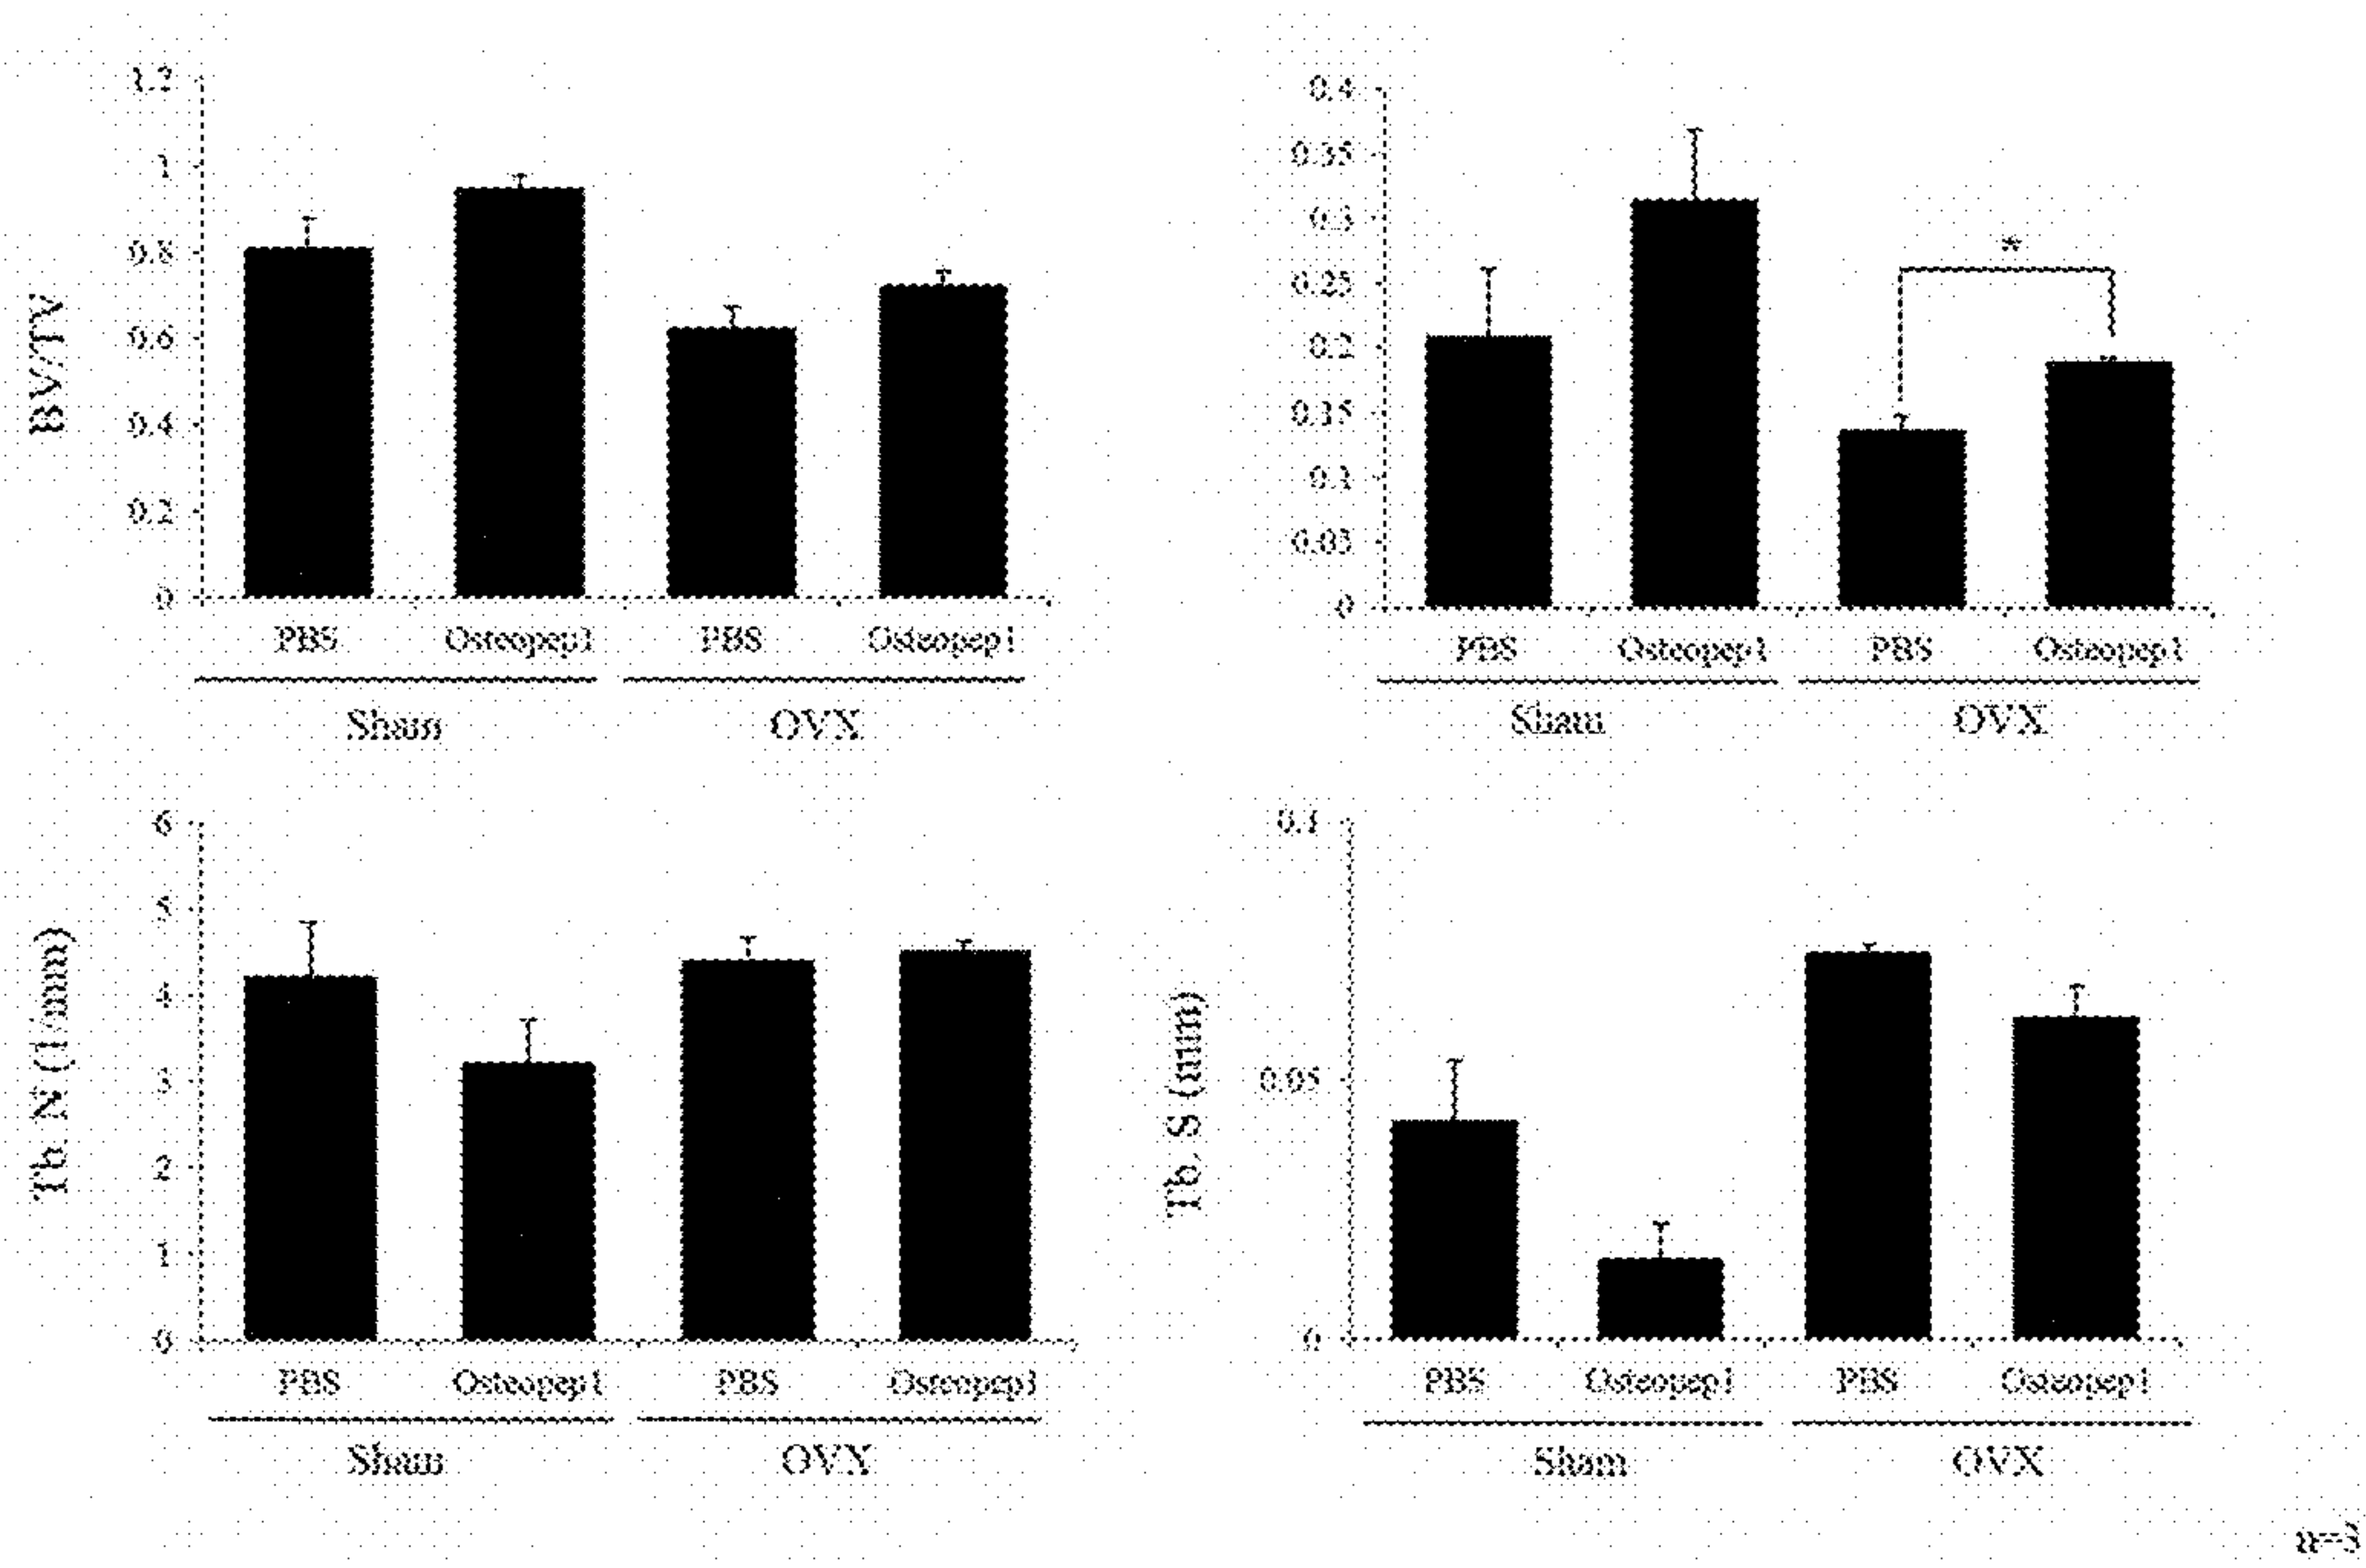 BV/TV
1.2
1
0.8
0.6
0.4
0.2
0
PBS Osteopep1 PBS Osteopep1
Sham OVX
0.4
0.35
0.3
0.25
0.2
0.15
0.1
0.05
0
*
PBS Osteopep1 PBS Osteopep1
Sham OVX
Tb. N (1/mm)
6
5
4
3
2
1
0
PBS Osteopep1 PBS Osteopep1
Sham OVX
Tb. S (mm)
0.1
0.05
0
PBS Osteopep1 PBS Osteopep1
Sham OVX
n=3